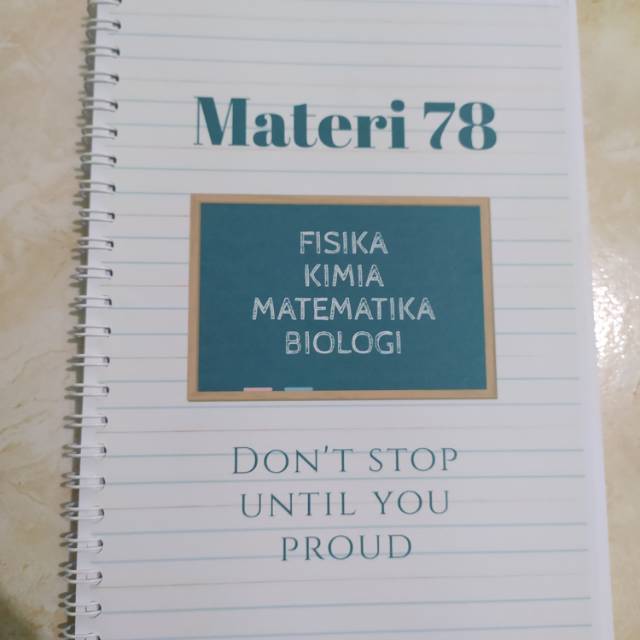 Materi 78
FISIKA
KIMIA
MATEMATIKA
BIOLOGI
DON'T STOP
UNTIL YOU
PROUD